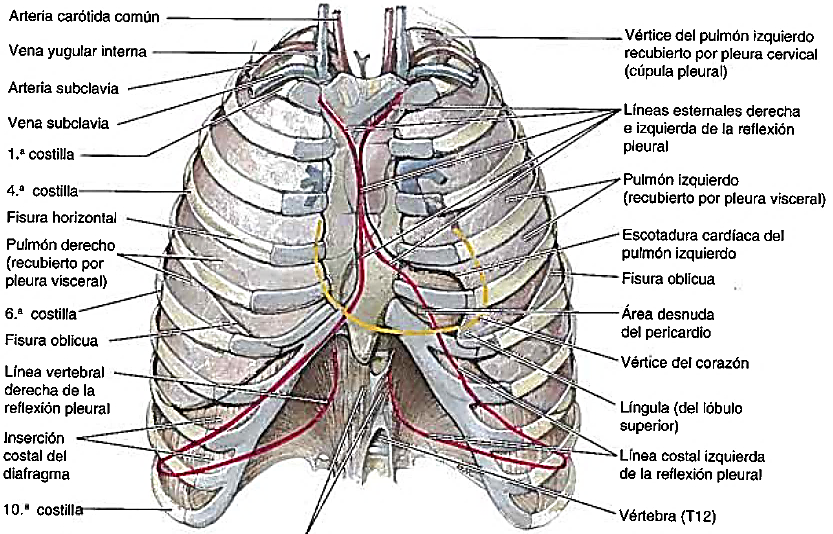 Arteria carótida común
Vena yugular interna
Arteria subclavia
Vena subclavia
1.ª costilla
4.ª costilla
Fisura horizontal
Pulmón derecho
(recubierto por
pleura visceral)
6.ª costilla
Fisura oblicua
Línea vertebral
derecha de la
reflexión pleural
Inserción
costal del
diafragma
10.ª costilla
Vértice del pulmón izquierdo
recubierto por pleura cervical
(cúpula pleural)
Líneas esternales derecha
e izquierda de la reflexión
pleural
Pulmón izquierdo
(recubierto por pleura visceral)
Escotadura cardíaca del
pulmón izquierdo
Fisura oblicua
Área desnuda
del pericardio
Vértice del corazón
Língula (del lóbulo
superior)
Línea costal izquierda
de la reflexión pleural
Vértebra (T12)